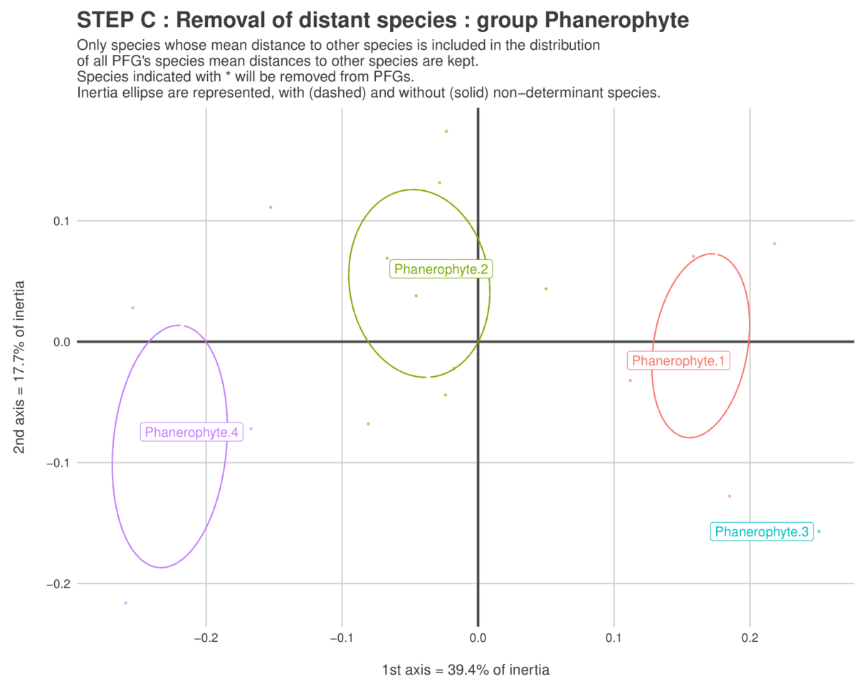 STEP C : Removal of distant species : group Phanerophyte
Only species whose mean distance to other species is included in the distribution
of all PFG's species mean distances to other species are kept.
Species indicated with * will be removed from PFGs.
Inertia ellipse are represented, with (dashed) and without (solid) non−determinant species.
2nd axis = 17.7% of inertia
0.1
0.0
−0.1
−0.2
Phanerophyte.2
Phanerophyte.1
Phanerophyte.4
Phanerophyte.3
−0.2
−0.1
0.0
0.1
0.2
1st axis = 39.4% of inertia